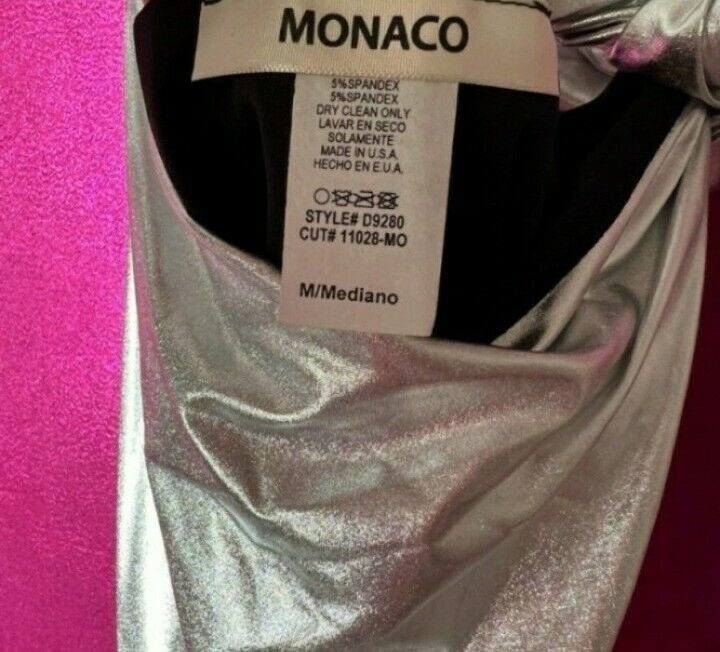 MONACO
5%SPANDEX
5%SPANDEX
DRY CLEAN ONLY
LAVAR EN SECO
SOLAMENTE
MADE IN U.S.A.
HECHO EN E.U.A.
STYLE# D9280
CUT# 11028-MO
M/Mediano